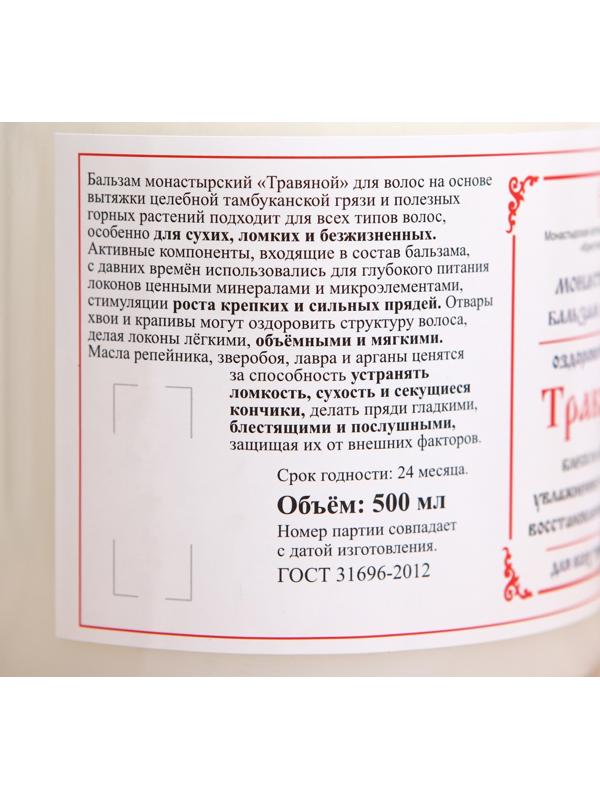 Бальзам монастырский «Травяной» для волос на основе
вытяжки целебной тамбуканской грязи и полезных
горных растений подходит для всех типов волос,
особенно для сухих, ломких и безжизненных.
Активные компоненты, входящие в состав бальзама,
с давних времён использовались для глубокого питания
локонов ценными минералами и микроэлементами,
стимуляции роста крепких и сильных прядей. Отвары
хвои и крапивы могут оздоровить структуру волоса,
делая локоны лёгкими, объёмными и мягкими.
Масла репейника, зверобоя, лавра и арганы ценятся
за способность устранять
ломкость, сухость и секущиеся
кончики, делать пряди гладкими,
блестящими и послушными,
защищая их от внешних факторов.
Срок годности: 24 месяца.
Объём: 500 мл
Номер партии совпадает
с датой изготовления.
ГОСТ 31696-2012
бальзам
для